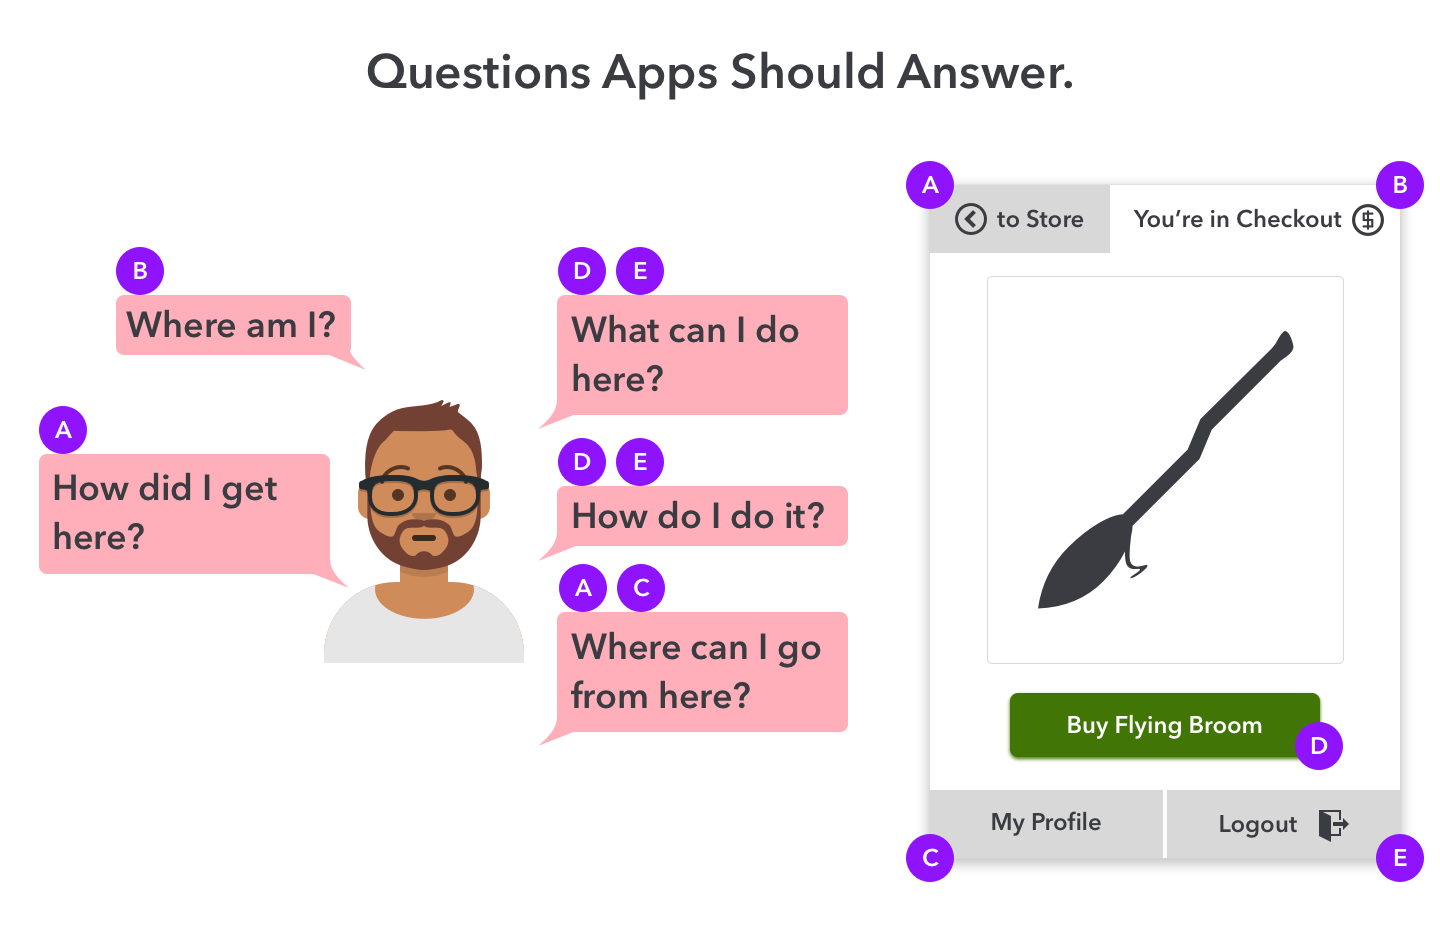 Questions Apps Should Answer.
B
Where am I?
A
How did I get
here?
D E
What can I do
here?
D E
How do I do it?
A C
Where can I go
from here?
A
to Store
You’re in Checkout
$
B
Buy Flying Broom
D
My Profile
Logout
C
E